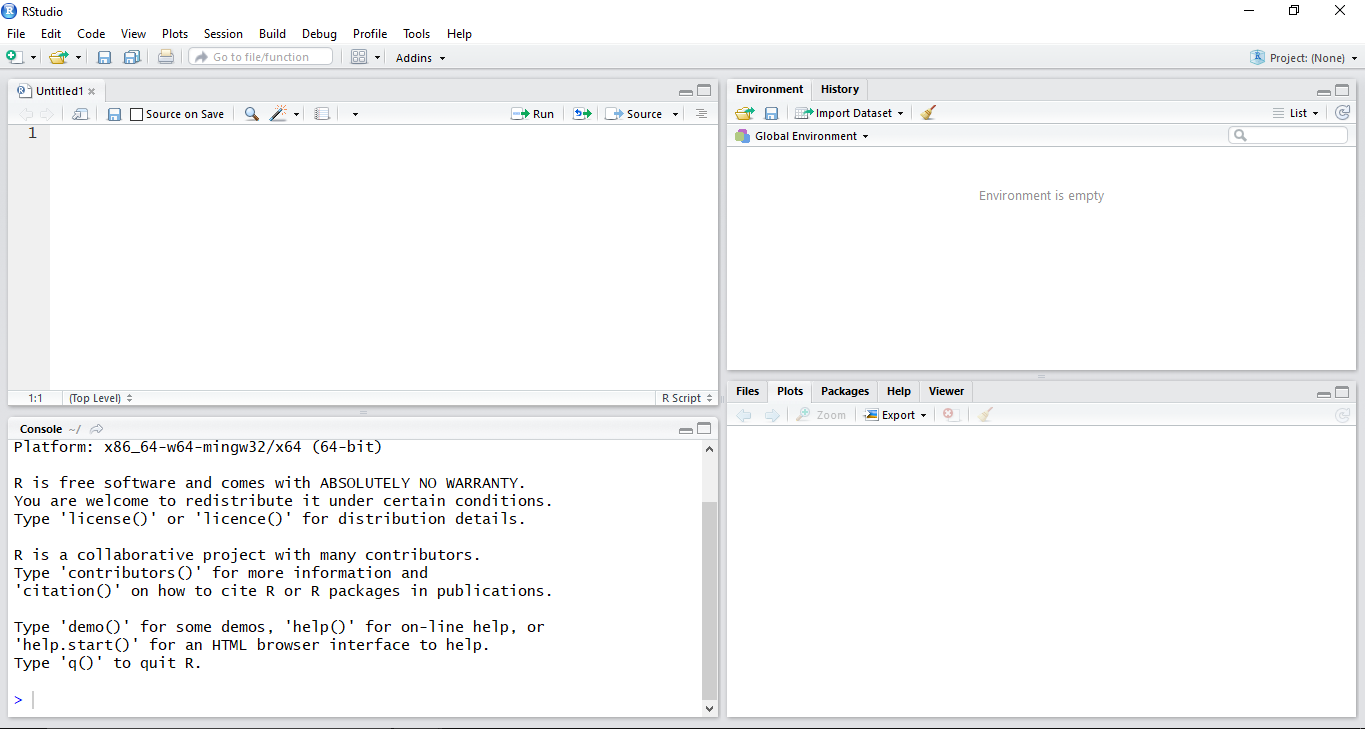 RStudio
File Edit Code View Plots Session Build Debug Profile Tools Help
Go to file/function Addins Project: (None)
Untitled1
Source on Save Run Source
1
1:1 (Top Level) R Script
Console ~/
Platform: x86_64-w64-mingw32/x64 (64-bit)
R is free software and comes with ABSOLUTELY NO WARRANTY.
You are welcome to redistribute it under certain conditions.
Type 'license()' or 'licence()' for distribution details.
R is a collaborative project with many contributors.
Type 'contributors()' for more information and
'citation()' on how to cite R or R packages in publications.
Type 'demo()' for some demos, 'help()' for on-line help, or
'help.start()' for an HTML browser interface to help.
Type 'q()' to quit R.
>
Environment History
Import Dataset List
Global Environment
Environment is empty
Files Plots Packages Help Viewer
Zoom Export